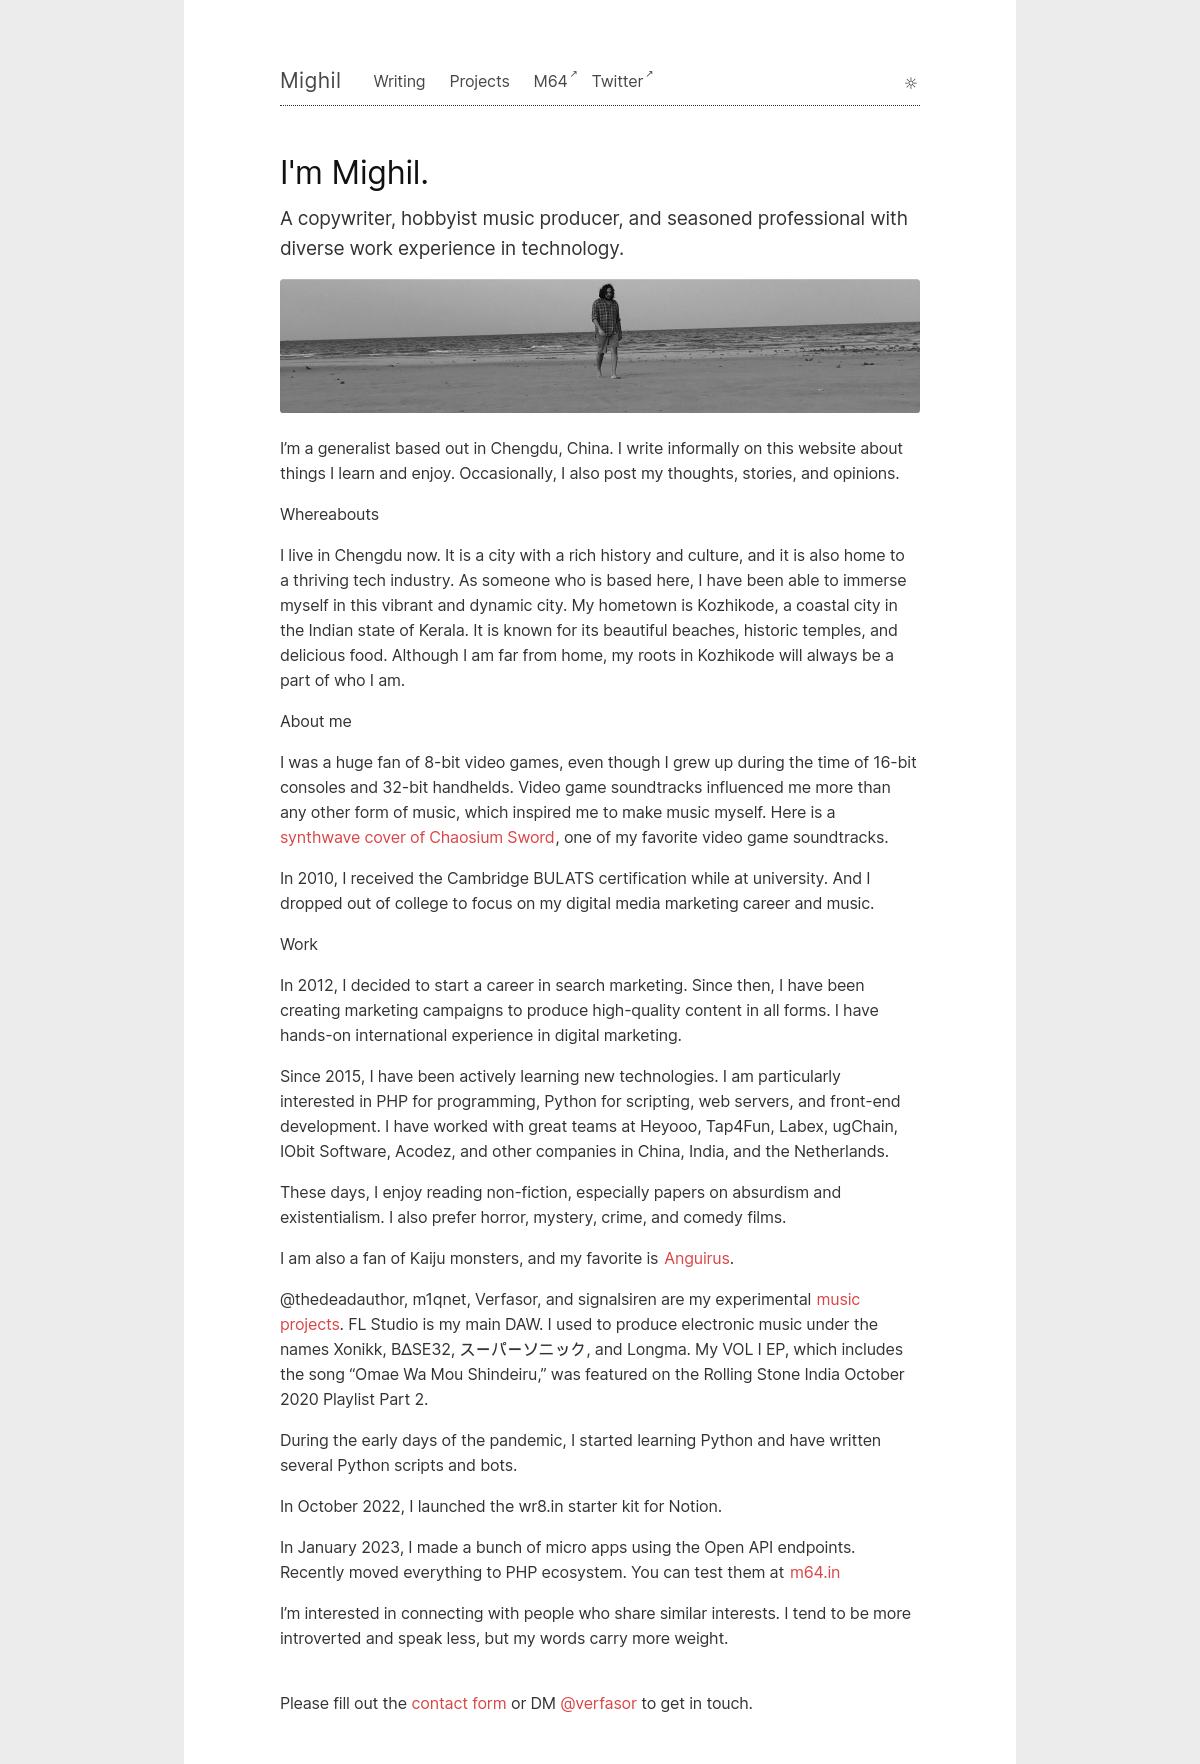 Mighil Writing Projects M64↗ Twitter↗
I'm Mighil.
A copywriter, hobbyist music producer, and seasoned professional with
diverse work experience in technology.
I’m a generalist based out in Chengdu, China. I write informally on this website about
things I learn and enjoy. Occasionally, I also post my thoughts, stories, and opinions.
Whereabouts
I live in Chengdu now. It is a city with a rich history and culture, and it is also home to
a thriving tech industry. As someone who is based here, I have been able to immerse
myself in this vibrant and dynamic city. My hometown is Kozhikode, a coastal city in
the Indian state of Kerala. It is known for its beautiful beaches, historic temples, and
delicious food. Although I am far from home, my roots in Kozhikode will always be a
part of who I am.
About me
I was a huge fan of 8-bit video games, even though I grew up during the time of 16-bit
consoles and 32-bit handhelds. Video game soundtracks influenced me more than
any other form of music, which inspired me to make music myself. Here is a
synthwave cover of Chaosium Sword, one of my favorite video game soundtracks.
In 2010, I received the Cambridge BULATS certification while at university. And I
dropped out of college to focus on my digital media marketing career and music.
Work
In 2012, I decided to start a career in search marketing. Since then, I have been
creating marketing campaigns to produce high-quality content in all forms. I have
hands-on international experience in digital marketing.
Since 2015, I have been actively learning new technologies. I am particularly
interested in PHP for programming, Python for scripting, web servers, and front-end
development. I have worked with great teams at Heyooo, Tap4Fun, Labex, ugChain,
IObit Software, Acodez, and other companies in China, India, and the Netherlands.
These days, I enjoy reading non-fiction, especially papers on absurdism and
existentialism. I also prefer horror, mystery, crime, and comedy films.
I am also a fan of Kaiju monsters, and my favorite is Anguirus.
@thedeadauthor, m1qnet, Verfasor, and signalsiren are my experimental music
projects. FL Studio is my main DAW. I used to produce electronic music under the
names Xonikk, BΔSE32, スーパーソニック, and Longma. My VOL I EP, which includes
the song “Omae Wa Mou Shindeiru,” was featured on the Rolling Stone India October
2020 Playlist Part 2.
During the early days of the pandemic, I started learning Python and have written
several Python scripts and bots.
In October 2022, I launched the wr8.in starter kit for Notion.
In January 2023, I made a bunch of micro apps using the Open API endpoints.
Recently moved everything to PHP ecosystem. You can test them at m64.in
I’m interested in connecting with people who share similar interests. I tend to be more
introverted and speak less, but my words carry more weight.
Please fill out the contact form or DM @verfasor to get in touch.